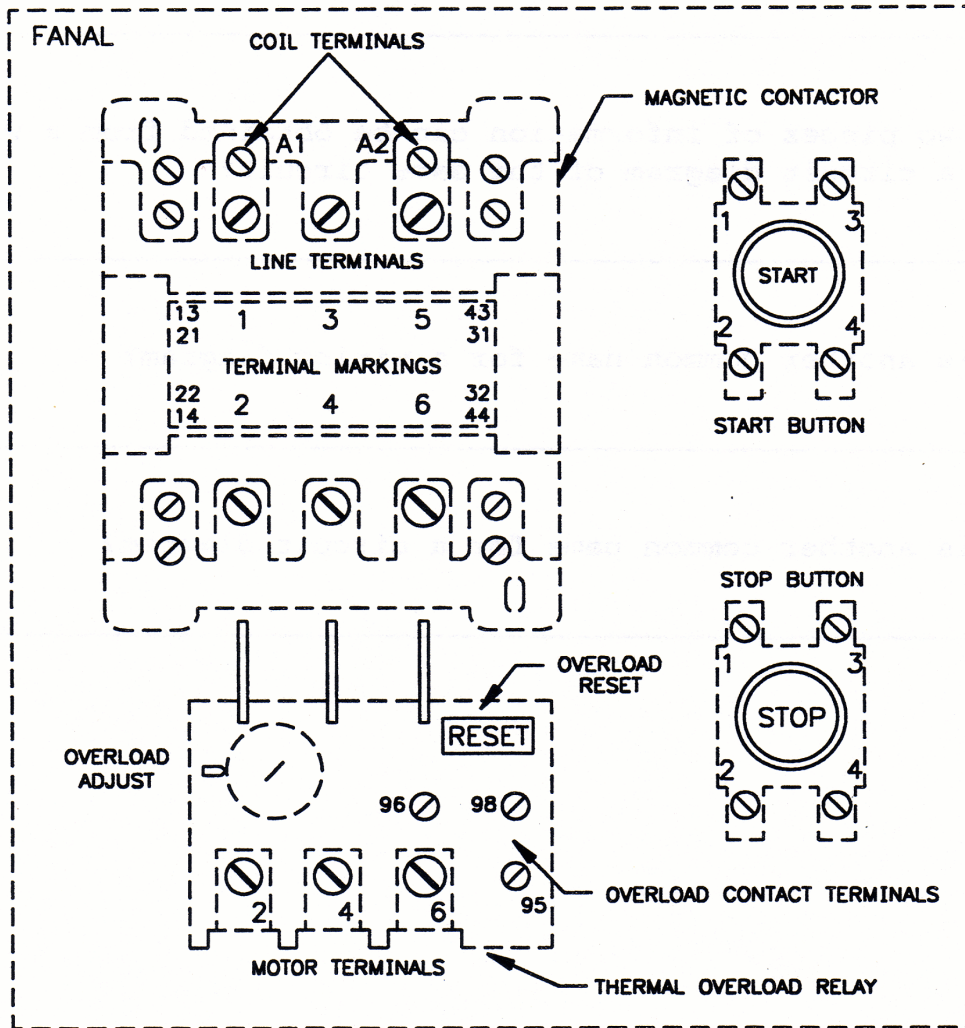 FANAL
COIL TERMINALS
MAGNETIC CONTACTOR
A1 A2
1 3
START
2 4
START BUTTON
LINE TERMINALS
13 1 3 5 43
21 31
TERMINAL MARKINGS
22 2 4 6 32
14 44
STOP BUTTON
1 3
STOP
2 4
OVERLOAD
RESET
RESET
OVERLOAD
ADJUST
96 98
95
2 4 6
OVERLOAD CONTACT TERMINALS
MOTOR TERMINALS
THERMAL OVERLOAD RELAY